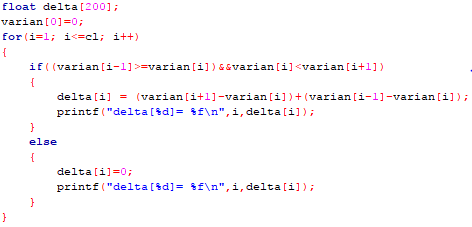 float delta[200];
varian[0]=0;
for(i=1; i<=cl; i++)
{
    if((varian[i-1]>=varian[i])&&varian[i]<varian[i+1])
    {
        delta[i] = (varian[i+1]-varian[i])+(varian[i-1]-varian[i]);
        printf("delta[%d]= %f\n",i,delta[i]);
    }
    else
    {
        delta[i]=0;
        printf("delta[%d]= %f\n",i,delta[i]);
    }
}